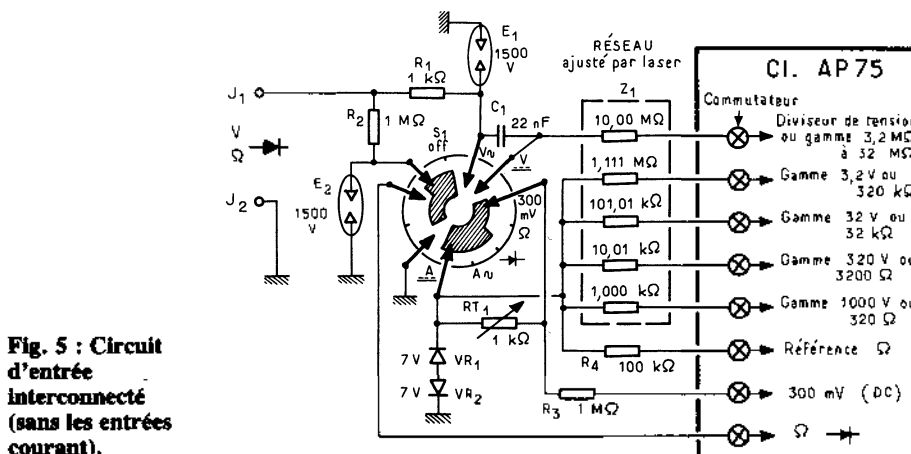 E1
1500
V
RÉSEAU
ajusté par laser
Z1
CI. AP75
Commutateur
J1
R1
1 kΩ
R2
1 MΩ
C1
22 nF
10,00 MΩ
Diviseur de tension
ou gamme 3,2 MΩ
à 32 MΩ
V
Ω
S1
off
V~
V
1,111 MΩ
Gamme 3,2 V ou
320 kΩ
E2
1500
V
J2
300
mV
Ω
101,01 kΩ
Gamme 32 V ou
32 kΩ
A
A~
10,01 kΩ
Gamme 320 V ou
3200 Ω
RT1
1 kΩ
1,000 kΩ
Gamme 1000 V ou
320 Ω
7 V VR1
7 V VR2
R4
100 kΩ
Référence Ω
R3
1 MΩ
300 mV (DC)
Ω
Fig. 5 : Circuit
d'entrée
interconnecté
(sans les entrées
courant).